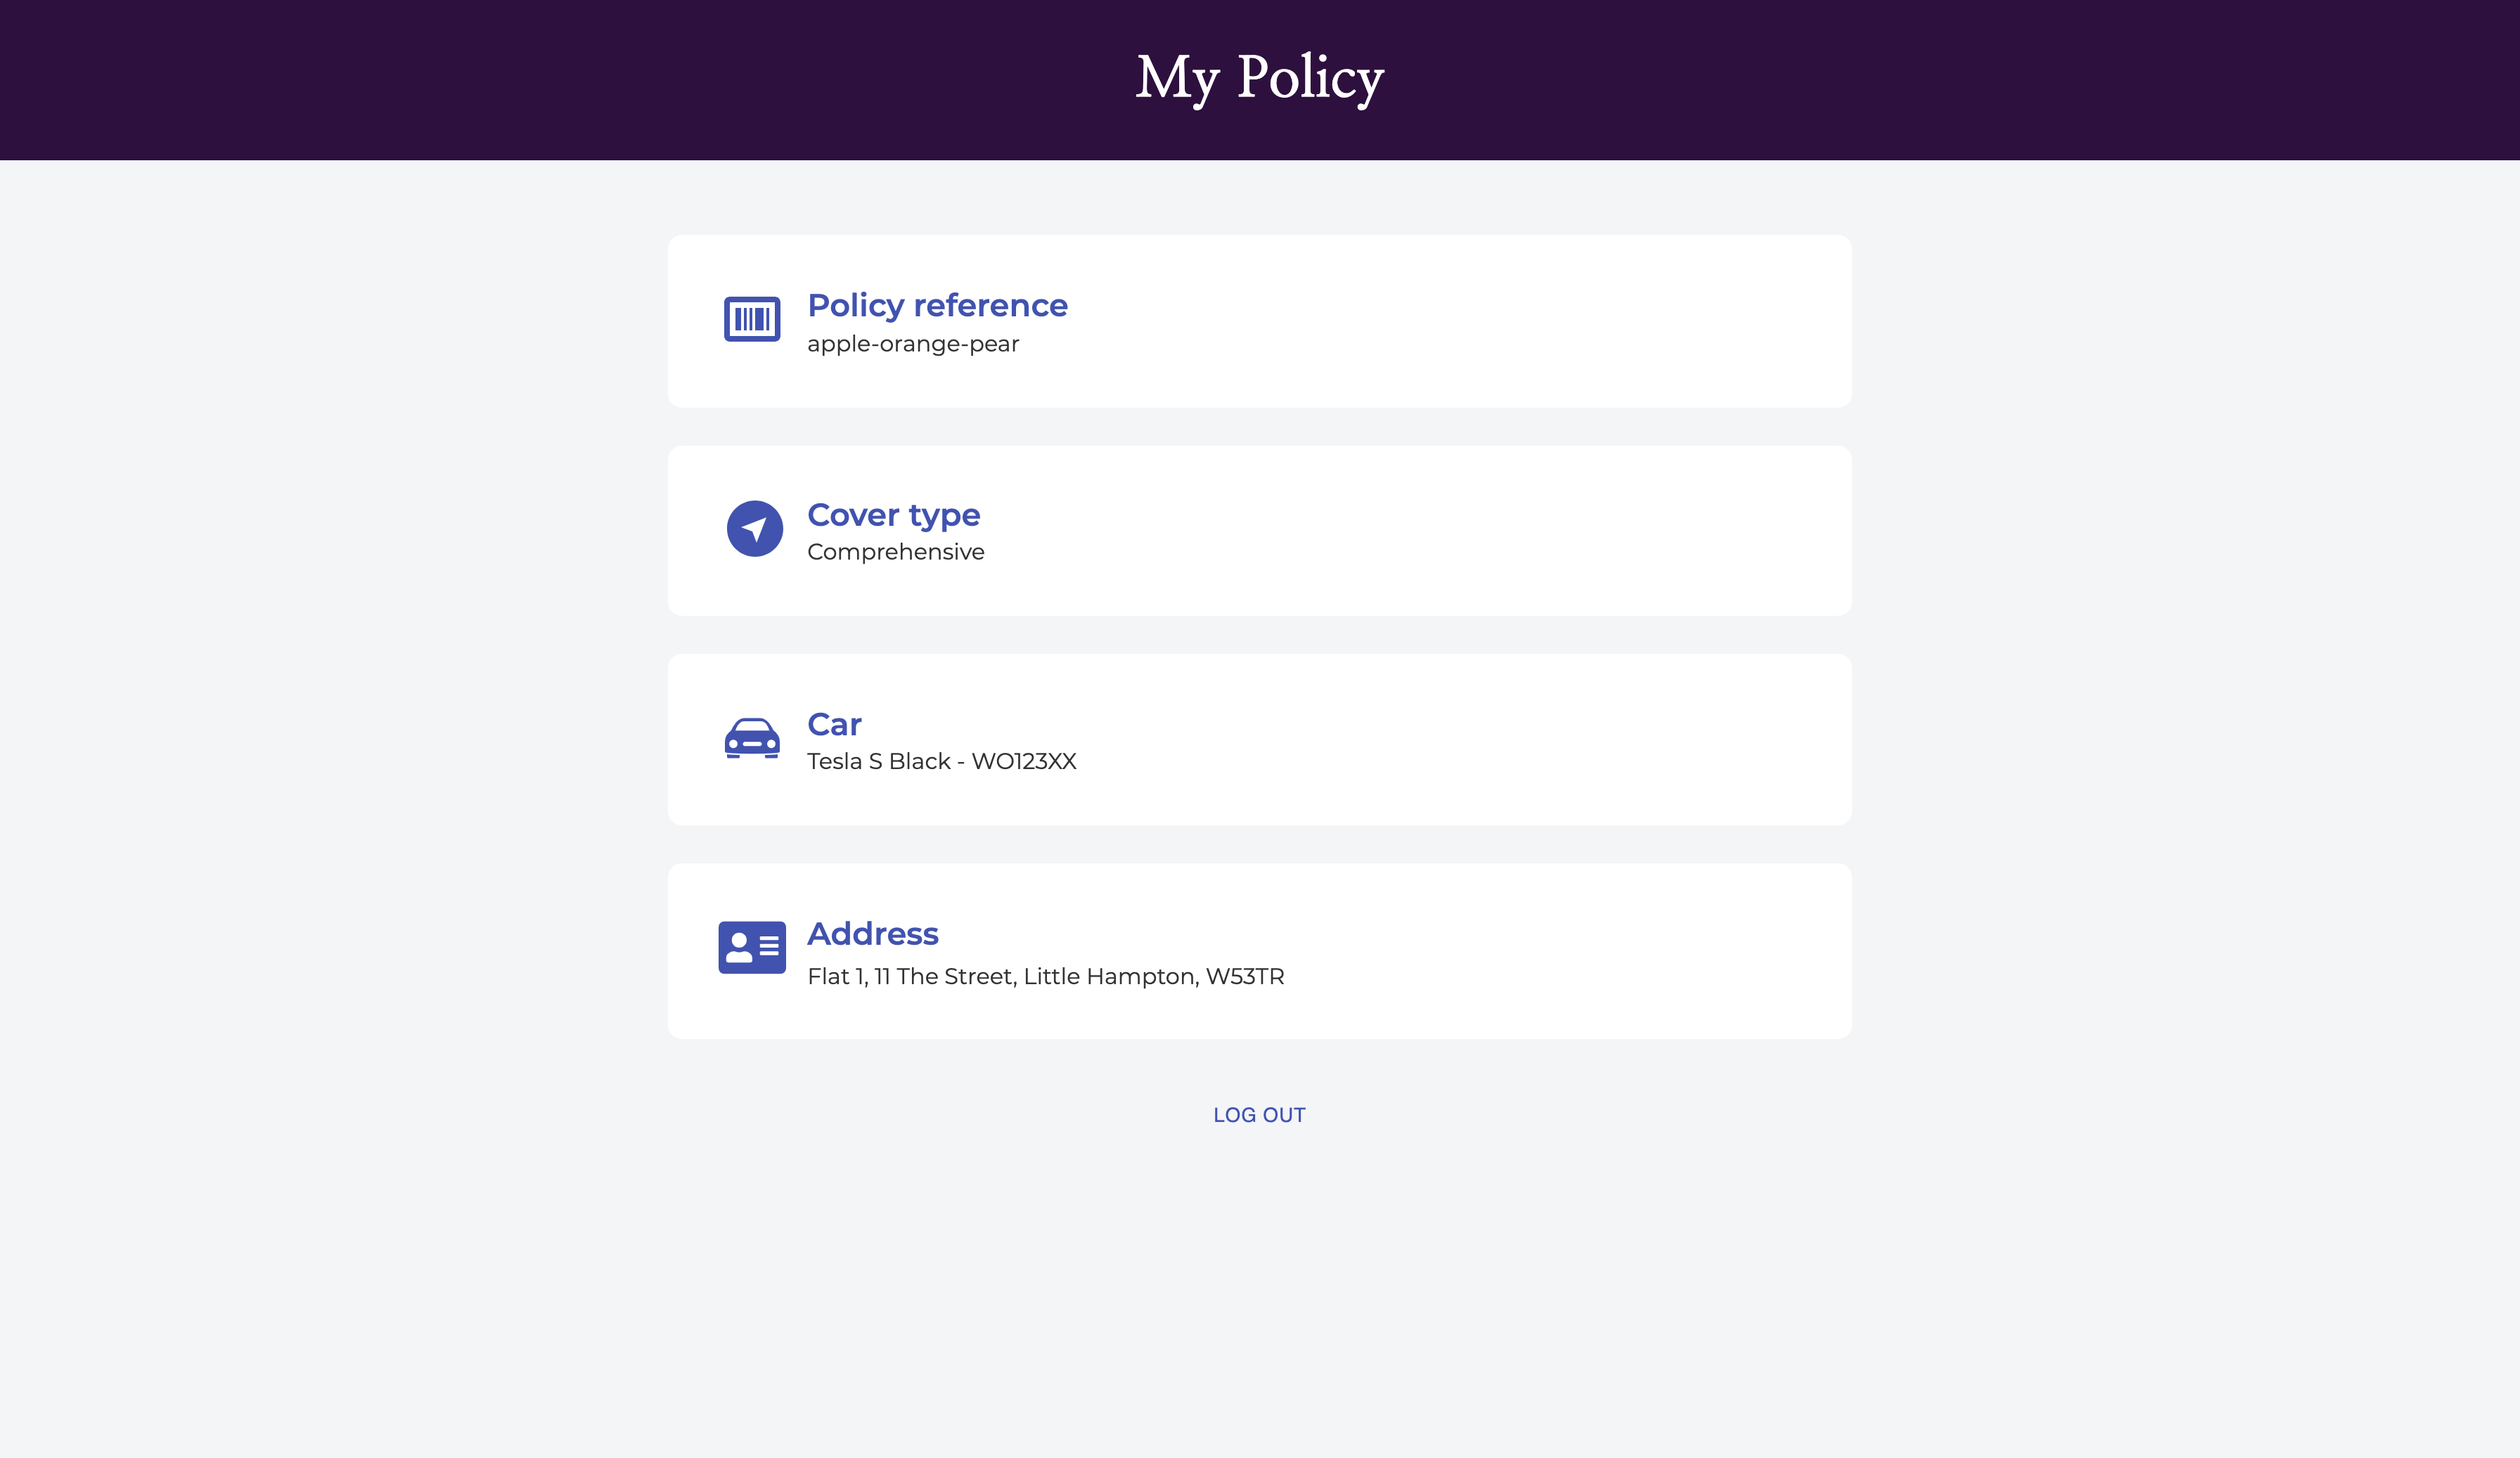 My Policy
Policy reference
apple-orange-pear
Cover type
Comprehensive
Car
Tesla S Black - WO123XX
Address
Flat 1, 11 The Street, Little Hampton, W53TR
LOG OUT